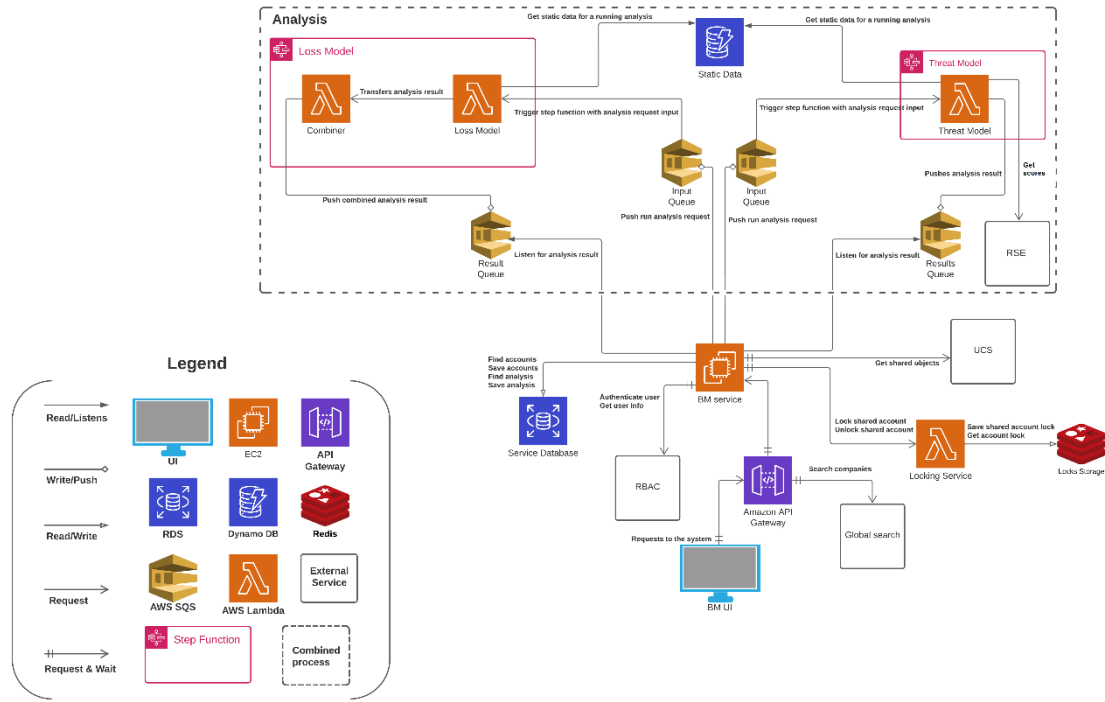 Analysis
Get static data for a running analysis
Get static data for a running analysis
Loss Model
Static Data
Threat Model
Transfers analysis result
Combiner
Loss Model
Trigger step function with analysis request input
Trigger step function with analysis request input
Threat Model
Input
Queue
Input
Queue
Pushes analysis result
Get
scores
Push combined analysis result
Push run analysis request
Push run analysis request
Result
Queue
Listen for analysis result
Listen for analysis result
Results
Queue
RSE
Legend
Read/Listens
UI
EC2
API
Gateway
Write/Push
RDS
Dynamo DB
Redis
Read/Write
AWS SQS
AWS Lambda
External
Service
Request
Step Function
Combined
process
Request & Wait
Find accounts
Save accounts
Find analysis
Save analysis
BM service
Get shared objects
UCS
Authenticate user
Get user info
Service Database
Lock shared account
Unlock shared account
Locking Service
Save shared account lock
Get account lock
Locks Storage
RBAC
Amazon API
Gateway
Search companies
Global search
Requests to the system
BM UI